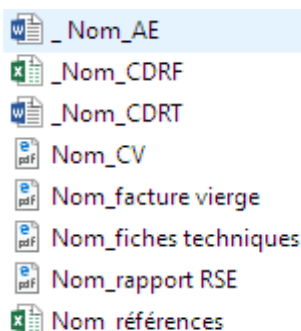 _ Nom_AE
_Nom_CDRF
_Nom_CDRT
Nom_CV
Nom_facture vierge
Nom_fiches techniques
Nom_rapport RSE
Nom_références